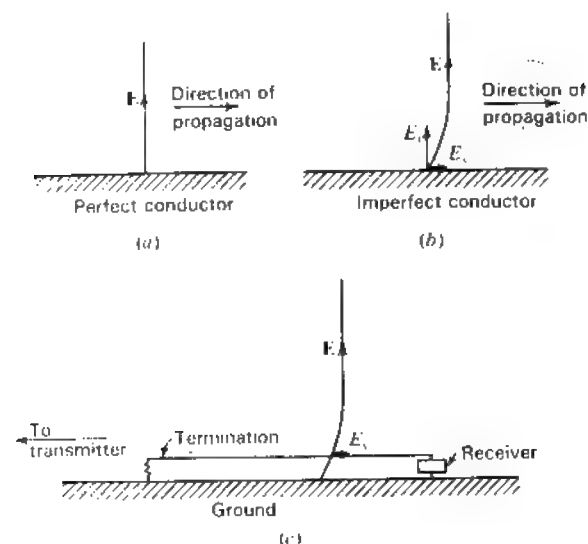 E
Direction of
propagation
Perfect conductor
(a)
E
Direction of
propagation
Imperfect conductor
(b)
E
To
transmitter
Termination
Receiver
Ground
(c)